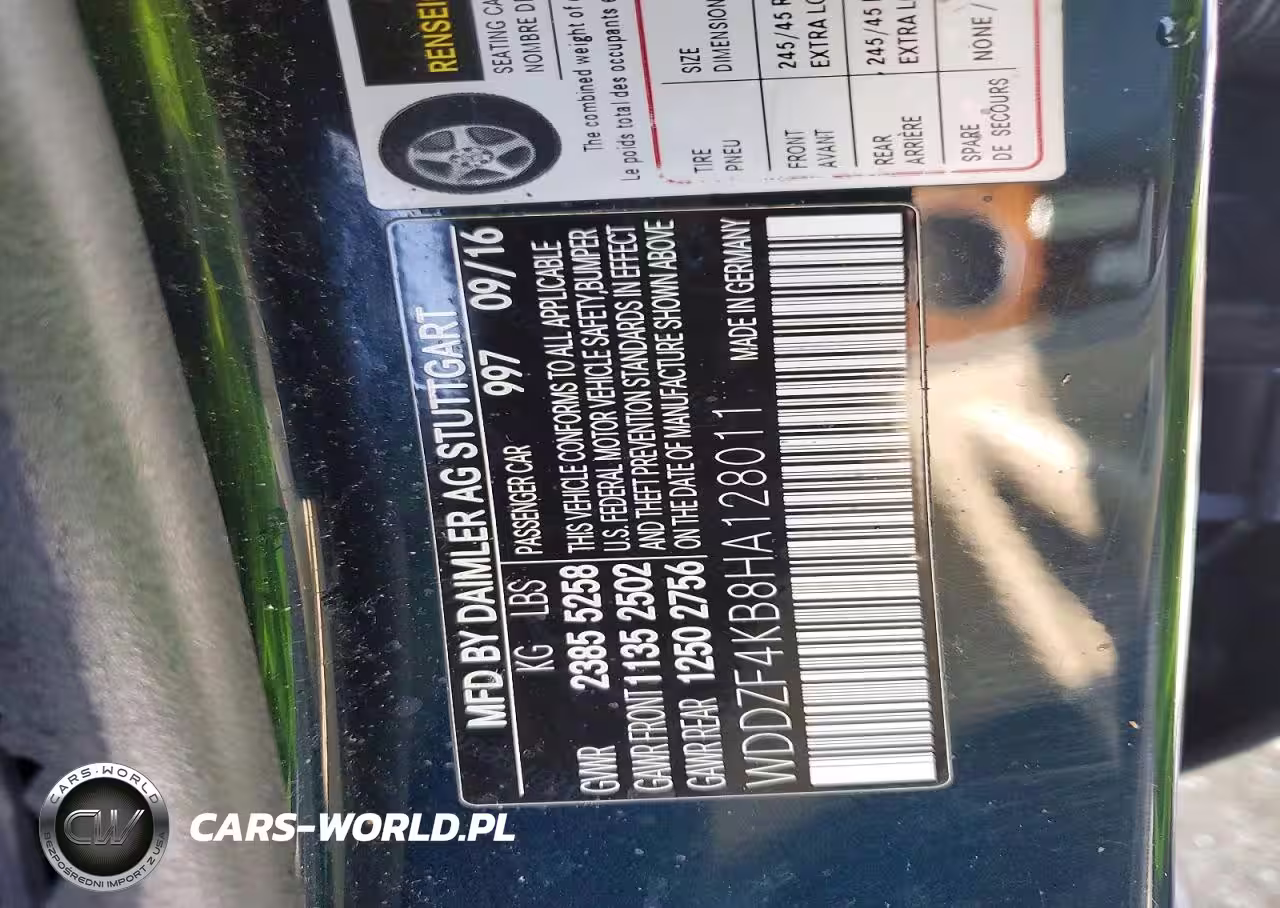 MFD BY DAIMLER AG STUTTGART
KG LBS PASSENGER CAR 997 09/16
GVWR 2385 5258 THIS VEHICLE CONFORMS TO ALL APPLICABLE
U.S. FEDERAL MOTOR VEHICLE SAFETY,BUMPER
GAWR FRONT 1135 2502 AND THEFT PREVENTION STANDARDS IN EFFECT
GAWR REAR 1250 2756 ON THE DATE OF MANUFACTURE SHOWN ABOVE
MADE IN GERMANY
WDDZF4KB8HA128011
SEATING
NOMBRE
The combined weight of
Le poids total des occupants
TIRE SIZE
PNEU DIMENSION
FRONT 245/45
AVANT EXTRA
REAR 245/45
ARRIÈRE EXTRA
SPARE NONE /
DE SECOURS
CARS-WORLD
CW
BEZPOŚREDNI IMPORT Z USA
CARS-WORLD.PL